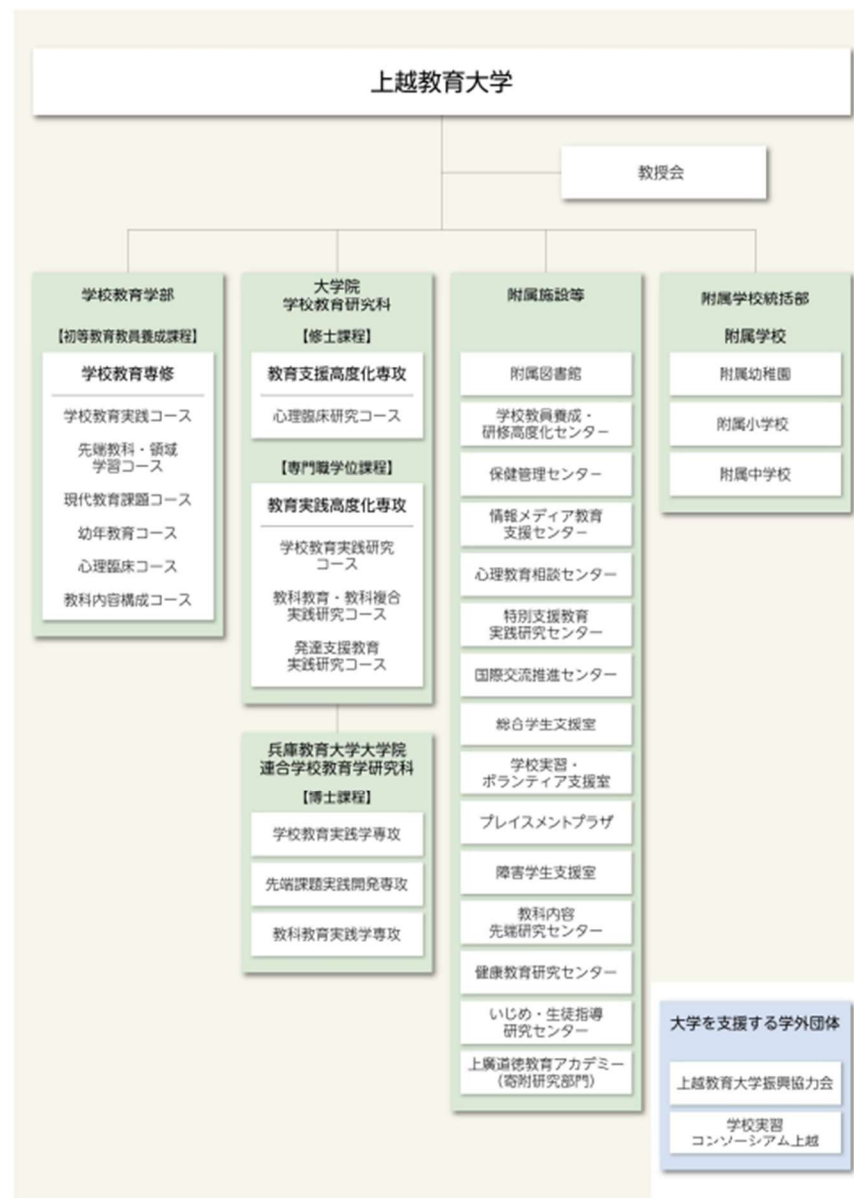 上越教育大学
教授会
学校教育学部
【初等教育教員養成課程】
学校教育専修
学校教育実践コース
先端教科・領域
学習コース
現代教育課題コース
幼年教育コース
心理臨床コース
教科内容構成コース
大学院
学校教育研究科
【修士課程】
教育支援高度化専攻
心理臨床研究コース
【専門職学位課程】
教育実践高度化専攻
学校教育実践研究
コース
教科教育・教科複合
実践研究コース
発達支援教育
実践研究コース
兵庫教育大学大学院
連合学校教育学研究科
【博士課程】
学校教育実践学専攻
先端課題実践開発専攻
教科教育実践学専攻
附属施設等
附属図書館
学校教員養成・
研修高度化センター
保健管理センター
情報メディア教育
支援センター
心理教育相談センター
特別支援教育
実践研究センター
国際交流推進センター
総合学生支援室
学校実習・
ボランティア支援室
プレイスメントプラザ
障害学生支援室
教科内容
先端研究センター
健康教育研究センター
いじめ・生徒指導
研究センター
上廣道徳教育アカデミー
（寄附研究部門）
附属学校統括部
附属学校
附属幼稚園
附属小学校
附属中学校
大学を支援する学外団体
上越教育大学振興協力会
学校実習
コンソーシアム上越